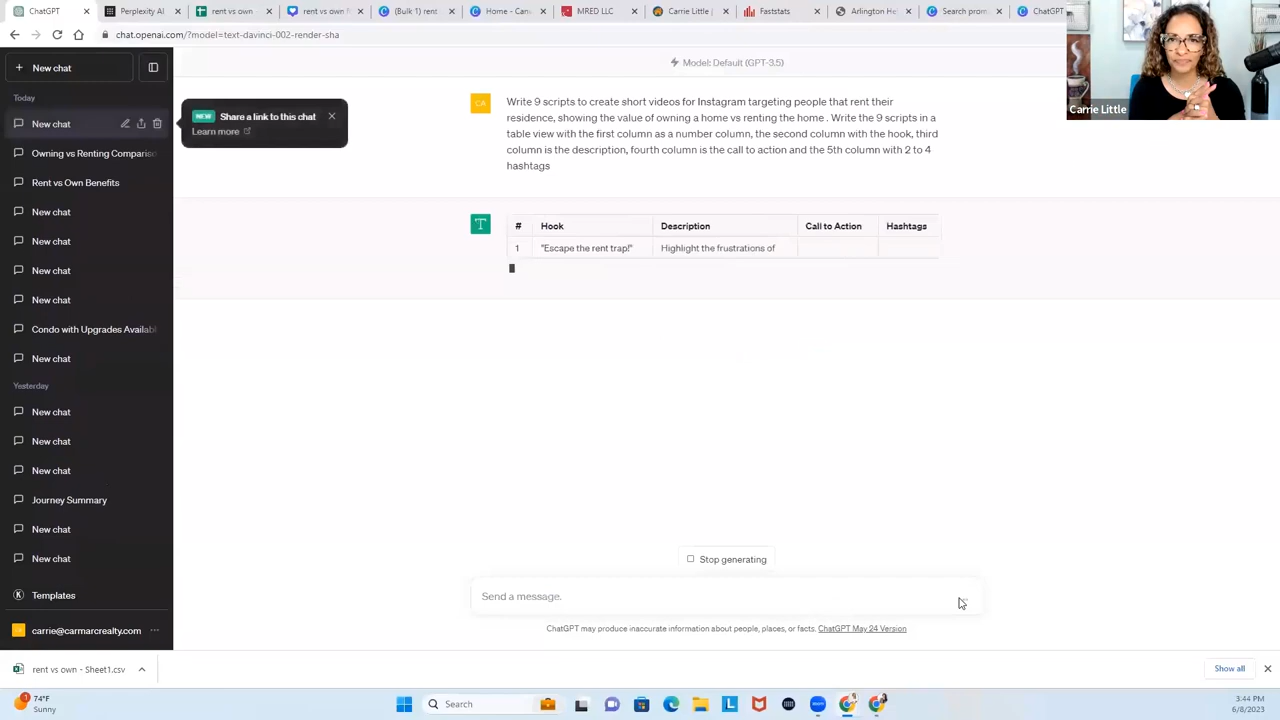 ChatGPT
Perplexity AI
rent vs own
rent vs own f
(Bulk 1) rent
Home - Can
MRED LLC
Carrie Little |
Faststats
Arlington He
Search prom
ChatGPT
chat.openai.com/?model=text-davinci-002-render-sha
New chat
Today
New chat
Owning vs Renting Compariso
Rent vs Own Benefits
New chat
New chat
New chat
New chat
Condo with Upgrades Availabl
New chat
Yesterday
New chat
New chat
New chat
Journey Summary
New chat
New chat
Templates
carrie@carmarcrealty.com
NEW Share a link to this chat
Learn more
Model: Default (GPT-3.5)
CA
Write 9 scripts to create short videos for Instagram targeting people that rent their
residence, showing the value of owning a home vs renting the home . Write the 9 scripts in a
table view with the first column as a number column, the second column with the hook, third
column is the description, fourth column is the call to action and the 5th column with 2 to 4
hashtags
# Hook Description Call to Action Hashtags
1 "Escape the rent trap!" Highlight the frustrations of
Stop generating
Send a message.
ChatGPT may produce inaccurate information about people, places, or facts. ChatGPT May 24 Version
Carrie Little
rent vs own - Sheet1.csv
Show all
1
74°F
Sunny
Search
3:44 PM
6/8/2023